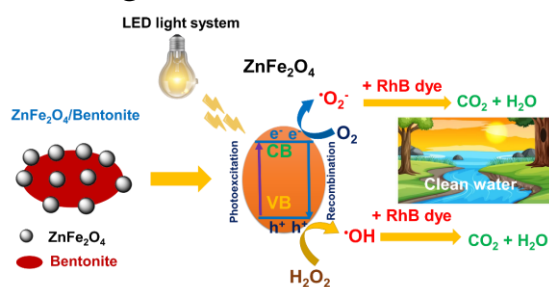 LED light system
ZnFe₂O₄
ZnFe₂O₄/Bentonite
ZnFe₂O₄
Bentonite
Photoexcitation
e⁻ e⁻
CB
VB
h⁺ h⁺
Recombination
•O₂⁻
+ RhB dye
CO₂ + H₂O
O₂
Clean water
+ RhB dye
•OH
CO₂ + H₂O
H₂O₂